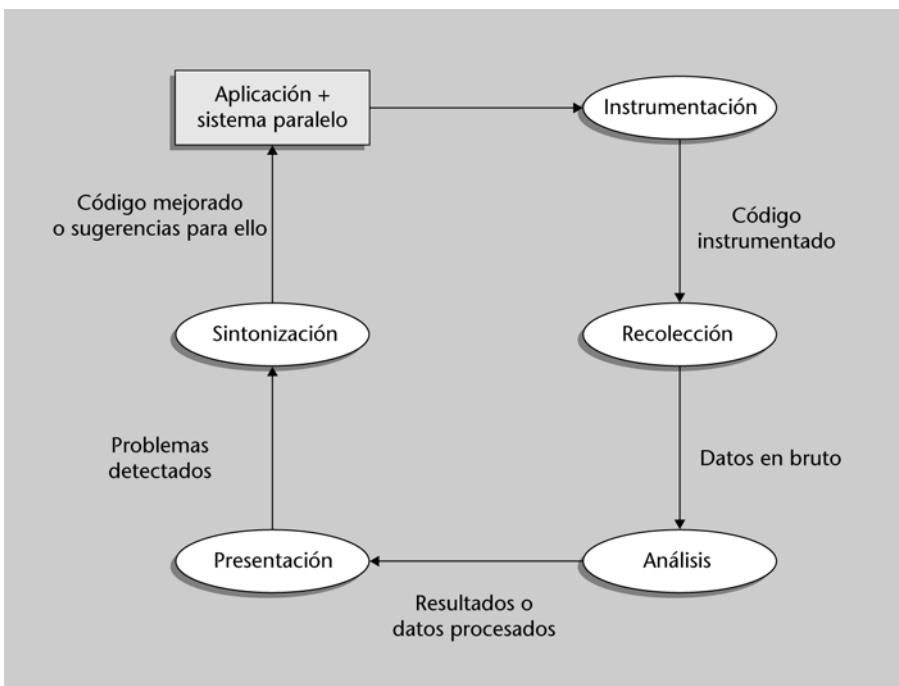 Aplicación +
sistema paralelo
Instrumentación
Código
instrumentado
Recolección
Datos en bruto
Análisis
Resultados o
datos procesados
Presentación
Problemas
detectados
Sintonización
Código mejorado
o sugerencias para ello